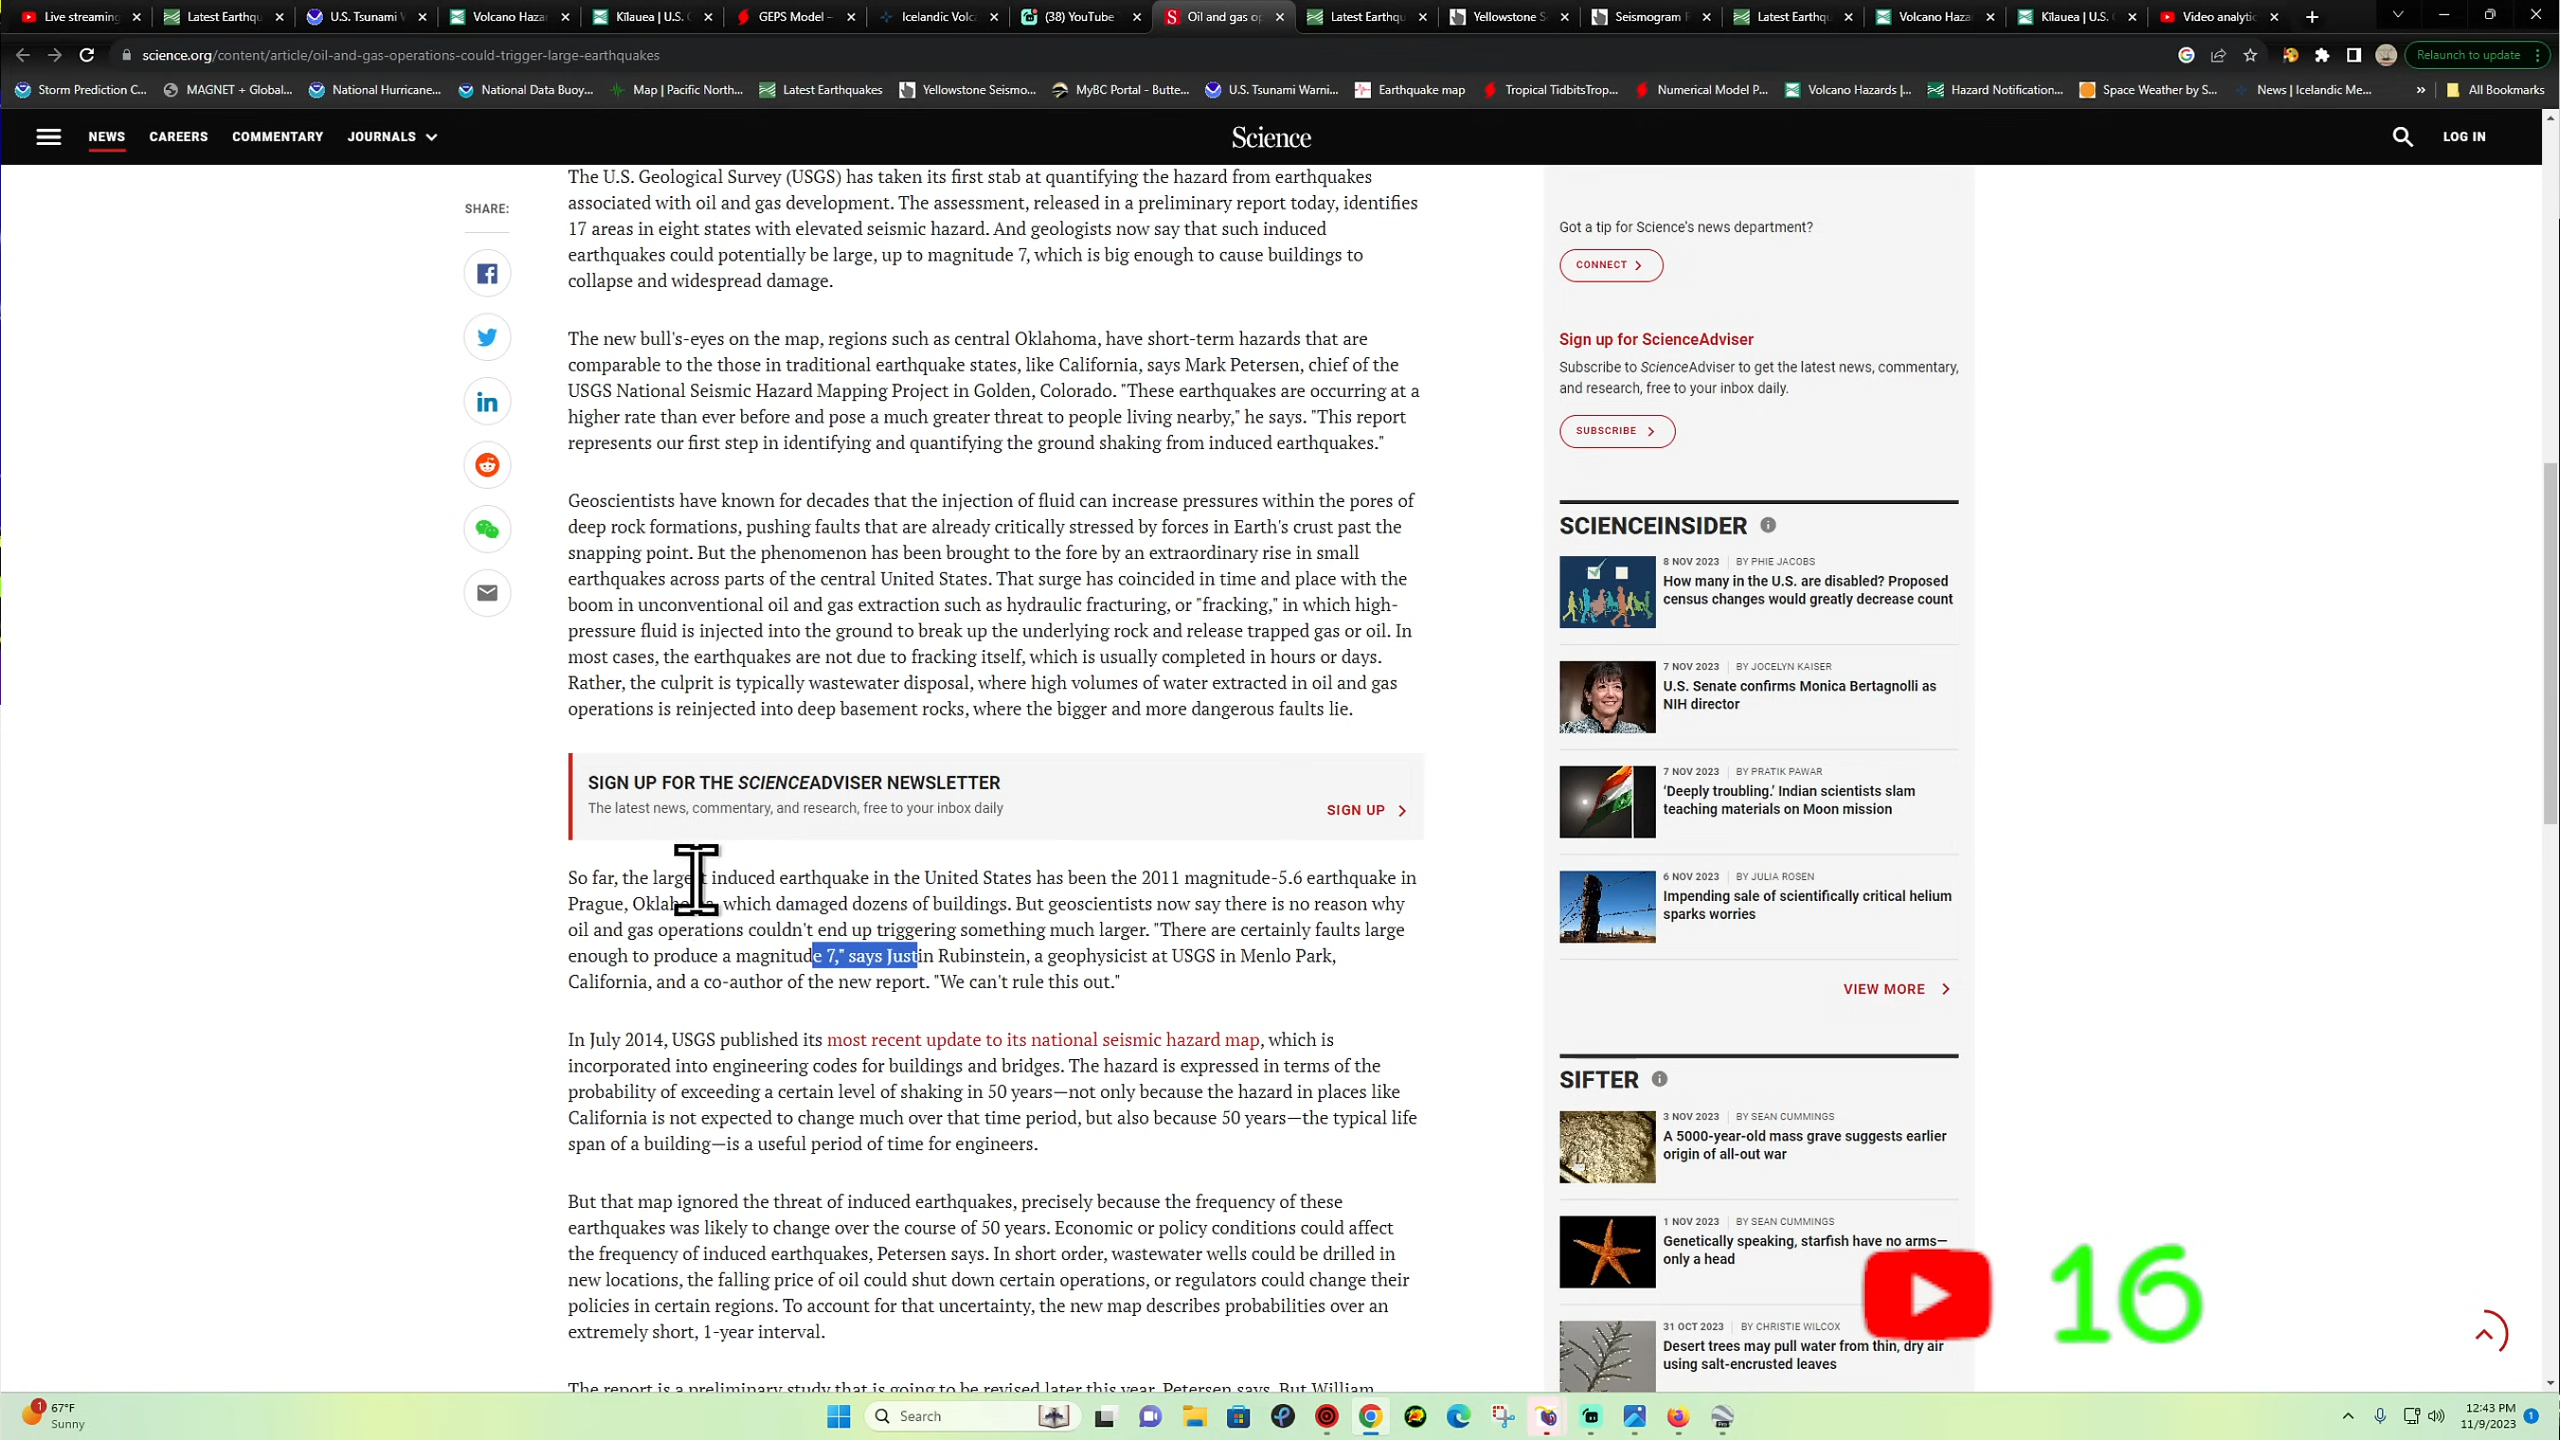 Live streaming
Latest Earthqu
U.S. Tsunami
Volcano Hazar
Kīlauea | U.S.
GEPS Model –
Icelandic Volc
(38) YouTube
Oil and gas op
Latest Earthqu
Yellowstone S
Seismogram
Latest Earthqu
Volcano Hazar
Kīlauea | U.S.
Video analytic
science.org/content/article/oil-and-gas-operations-could-trigger-large-earthquakes
Relaunch to update
Storm Prediction C...
MAGNET + Global...
National Hurricane...
National Data Buoy...
Map | Pacific North...
Latest Earthquakes
Yellowstone Seismo...
MyBC Portal - Butte...
U.S. Tsunami Warni...
Earthquake map
Tropical TidbitsTrop...
Numerical Model P...
Volcano Hazards |...
Hazard Notification...
Space Weather by S...
News | Icelandic Me...
»
All Bookmarks
NEWS
CAREERS
COMMENTARY
JOURNALS
Science
LOG IN
SHARE:
The U.S. Geological Survey (USGS) has taken its first stab at quantifying the hazard from earthquakes
associated with oil and gas development. The assessment, released in a preliminary report today, identifies
17 areas in eight states with elevated seismic hazard. And geologists now say that such induced
earthquakes could potentially be large, up to magnitude 7, which is big enough to cause buildings to
collapse and widespread damage.
The new bull's-eyes on the map, regions such as central Oklahoma, have short-term hazards that are
comparable to the those in traditional earthquake states, like California, says Mark Petersen, chief of the
USGS National Seismic Hazard Mapping Project in Golden, Colorado. "These earthquakes are occurring at a
higher rate than ever before and pose a much greater threat to people living nearby," he says. "This report
represents our first step in identifying and quantifying the ground shaking from induced earthquakes."
Geoscientists have known for decades that the injection of fluid can increase pressures within the pores of
deep rock formations, pushing faults that are already critically stressed by forces in Earth's crust past the
snapping point. But the phenomenon has been brought to the fore by an extraordinary rise in small
earthquakes across parts of the central United States. That surge has coincided in time and place with the
boom in unconventional oil and gas extraction such as hydraulic fracturing, or "fracking," in which high-
pressure fluid is injected into the ground to break up the underlying rock and release trapped gas or oil. In
most cases, the earthquakes are not due to fracking itself, which is usually completed in hours or days.
Rather, the culprit is typically wastewater disposal, where high volumes of water extracted in oil and gas
operations is reinjected into deep basement rocks, where the bigger and more dangerous faults lie.
SIGN UP FOR THE SCIENCEADVISER NEWSLETTER
The latest news, commentary, and research, free to your inbox daily
SIGN UP
So far, the largest induced earthquake in the United States has been the 2011 magnitude-5.6 earthquake in
Prague, Oklahoma, which damaged dozens of buildings. But geoscientists now say there is no reason why
oil and gas operations couldn't end up triggering something much larger. "There are certainly faults large
enough to produce a magnitude 7," says Justin Rubinstein, a geophysicist at USGS in Menlo Park,
California, and a co-author of the new report. "We can't rule this out."
In July 2014, USGS published its most recent update to its national seismic hazard map, which is
incorporated into engineering codes for buildings and bridges. The hazard is expressed in terms of the
probability of exceeding a certain level of shaking in 50 years—not only because the hazard in places like
California is not expected to change much over that time period, but also because 50 years—the typical life
span of a building—is a useful period of time for engineers.
But that map ignored the threat of induced earthquakes, precisely because the frequency of these
earthquakes was likely to change over the course of 50 years. Economic or policy conditions could affect
the frequency of induced earthquakes, Petersen says. In short order, wastewater wells could be drilled in
new locations, the falling price of oil could shut down certain operations, or regulators could change their
policies in certain regions. To account for that uncertainty, the new map describes probabilities over an
extremely short, 1-year interval.
The report is a preliminary study that is going to be revised later this year, Petersen says. But William
Got a tip for Science's news department?
CONNECT
Sign up for ScienceAdviser
Subscribe to ScienceAdviser to get the latest news, commentary,
and research, free to your inbox daily.
SUBSCRIBE
SCIENCEINSIDER
8 NOV 2023 | BY PHIE JACOBS
How many in the U.S. are disabled? Proposed
census changes would greatly decrease count
7 NOV 2023 | BY JOCELYN KAISER
U.S. Senate confirms Monica Bertagnolli as
NIH director
7 NOV 2023 | BY PRATIK PAWAR
‘Deeply troubling.’ Indian scientists slam
teaching materials on Moon mission
6 NOV 2023 | BY JULIA ROSEN
Impending sale of scientifically critical helium
sparks worries
VIEW MORE
SIFTER
3 NOV 2023 | BY SEAN CUMMINGS
A 5000-year-old mass grave suggests earlier
origin of all-out war
1 NOV 2023 | BY SEAN CUMMINGS
Genetically speaking, starfish have no arms—
only a head
31 OCT 2023 | BY CHRISTIE WILCOX
Desert trees may pull water from thin, dry air
using salt-encrusted leaves
16
1
67°F
Sunny
Search
12:43 PM
11/9/2023
1